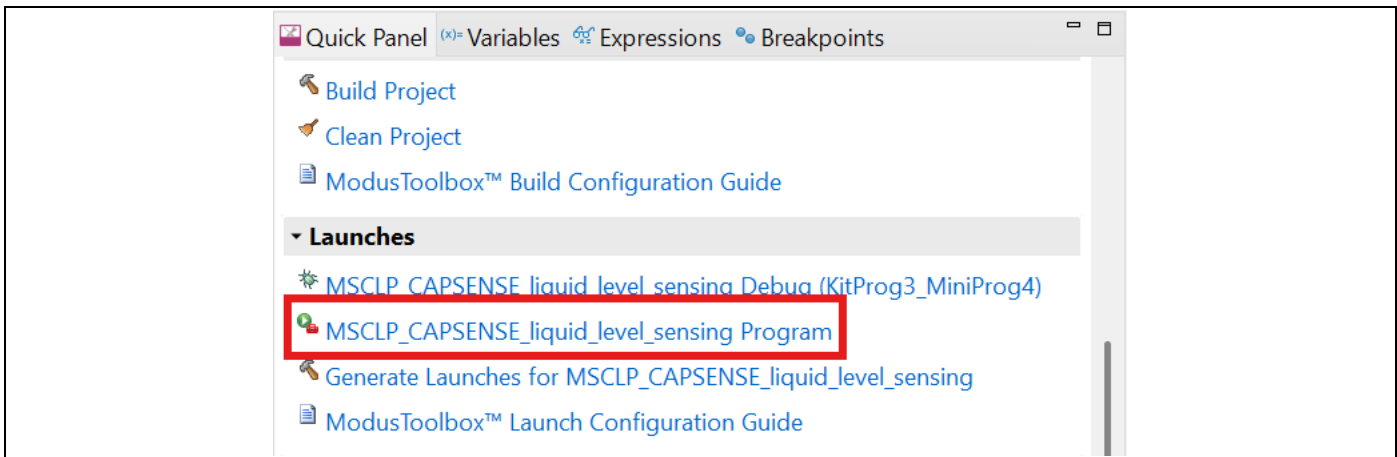 Quick Panel (x)= Variables Expressions Breakpoints
Build Project
Clean Project
ModusToolbox™ Build Configuration Guide
Launches
MSCLP_CAPSENSE_liquid_level_sensing Debug (KitProg3_MiniProg4)
MSCLP_CAPSENSE_liquid_level_sensing Program
Generate Launches for MSCLP_CAPSENSE_liquid_level_sensing
ModusToolbox™ Launch Configuration Guide